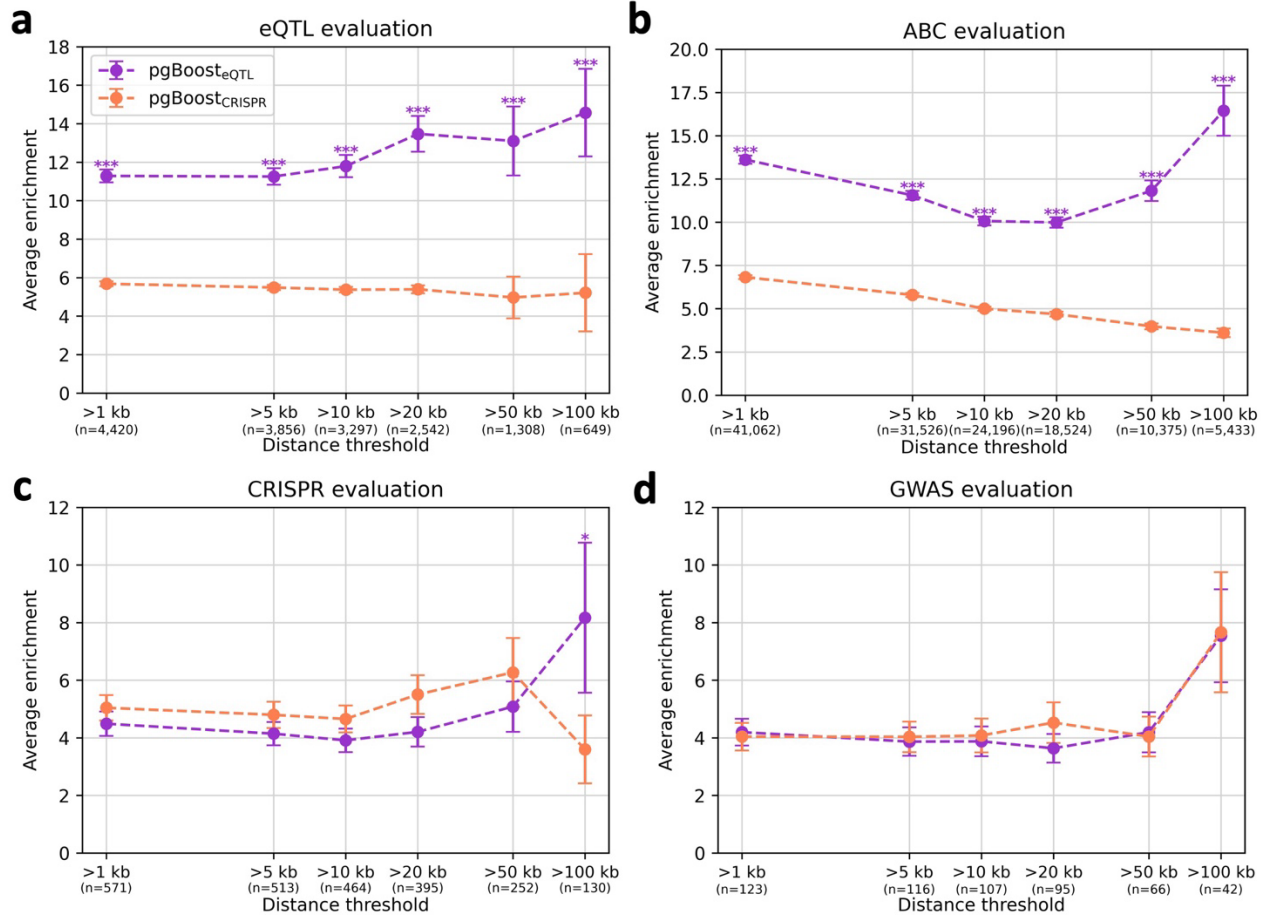 a
eQTL evaluation
18
16
14
12
10
8
6
4
2
0
Average enrichment
pgBoosteQTL
pgBoostCRISPR
***
***
***
***
***
***
>1 kb >5 kb >10 kb >20 kb >50 kb >100 kb
(n=4,420) (n=3,856) (n=3,297) (n=2,542) (n=1,308) (n=649)
Distance threshold
b
ABC evaluation
20.0
17.5
15.0
12.5
10.0
7.5
5.0
2.5
0.0
Average enrichment
***
***
***
***
***
***
>1 kb >5 kb >10 kb >20 kb >50 kb >100 kb
(n=41,062) (n=31,526) (n=24,196) (n=18,524) (n=10,375) (n=5,433)
Distance threshold
c
CRISPR evaluation
12
10
8
6
4
2
0
Average enrichment
*
>1 kb >5 kb >10 kb >20 kb >50 kb >100 kb
(n=571) (n=513) (n=464) (n=395) (n=252) (n=130)
Distance threshold
d
GWAS evaluation
12
10
8
6
4
2
0
Average enrichment
>1 kb >5 kb >10 kb >20 kb >50 kb >100 kb
(n=123) (n=116) (n=107) (n=95) (n=66) (n=42)
Distance threshold